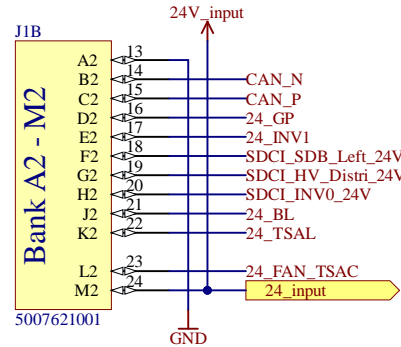 24V_input
J1B
Bank A2 - M2
A2 13
B2 14 CAN_N
C2 15 CAN_P
D2 16 24_GP
E2 17 24_INV1
F2 18 SDCI_SDB_Left_24V
G2 19 SDCI_HV_Distri_24V
H2 20 SDCI_INV0_24V
J2 21 24_BL
K2 22 24_TSAL
L2 23 24_FAN_TSAC
M2 24 24_input
5007621001
GND